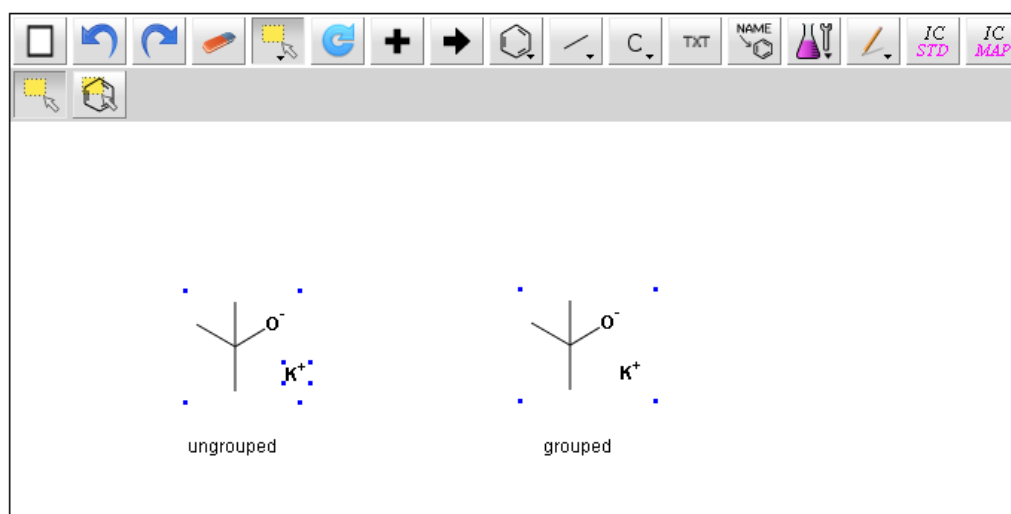 C TXT NAME IC STD IC MAP
O- O-
K+ K+
ungrouped grouped